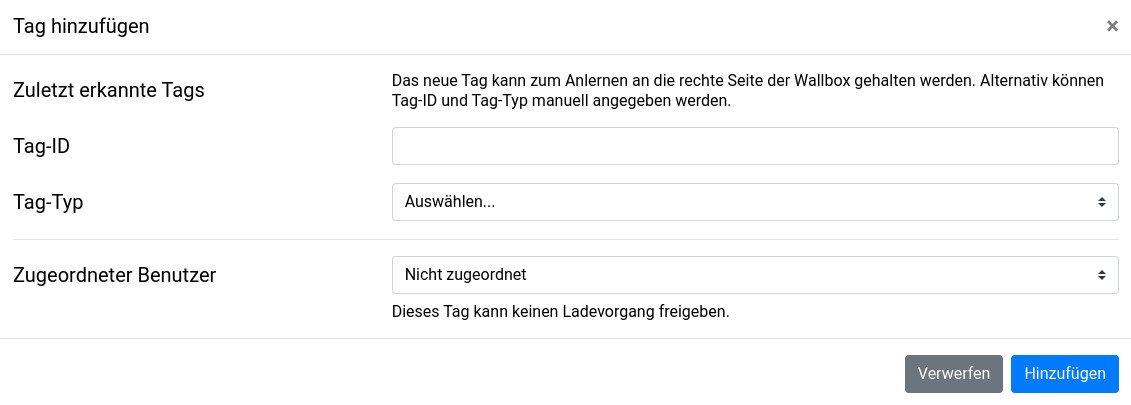 Tag hinzufügen
×
Zuletzt erkannte Tags
Das neue Tag kann zum Anlernen an die rechte Seite der Wallbox gehalten werden. Alternativ können
Tag-ID und Tag-Typ manuell angegeben werden.
Tag-ID
Tag-Typ
Auswählen...
Zugeordneter Benutzer
Nicht zugeordnet
Dieses Tag kann keinen Ladevorgang freigeben.
Verwerfen
Hinzufügen